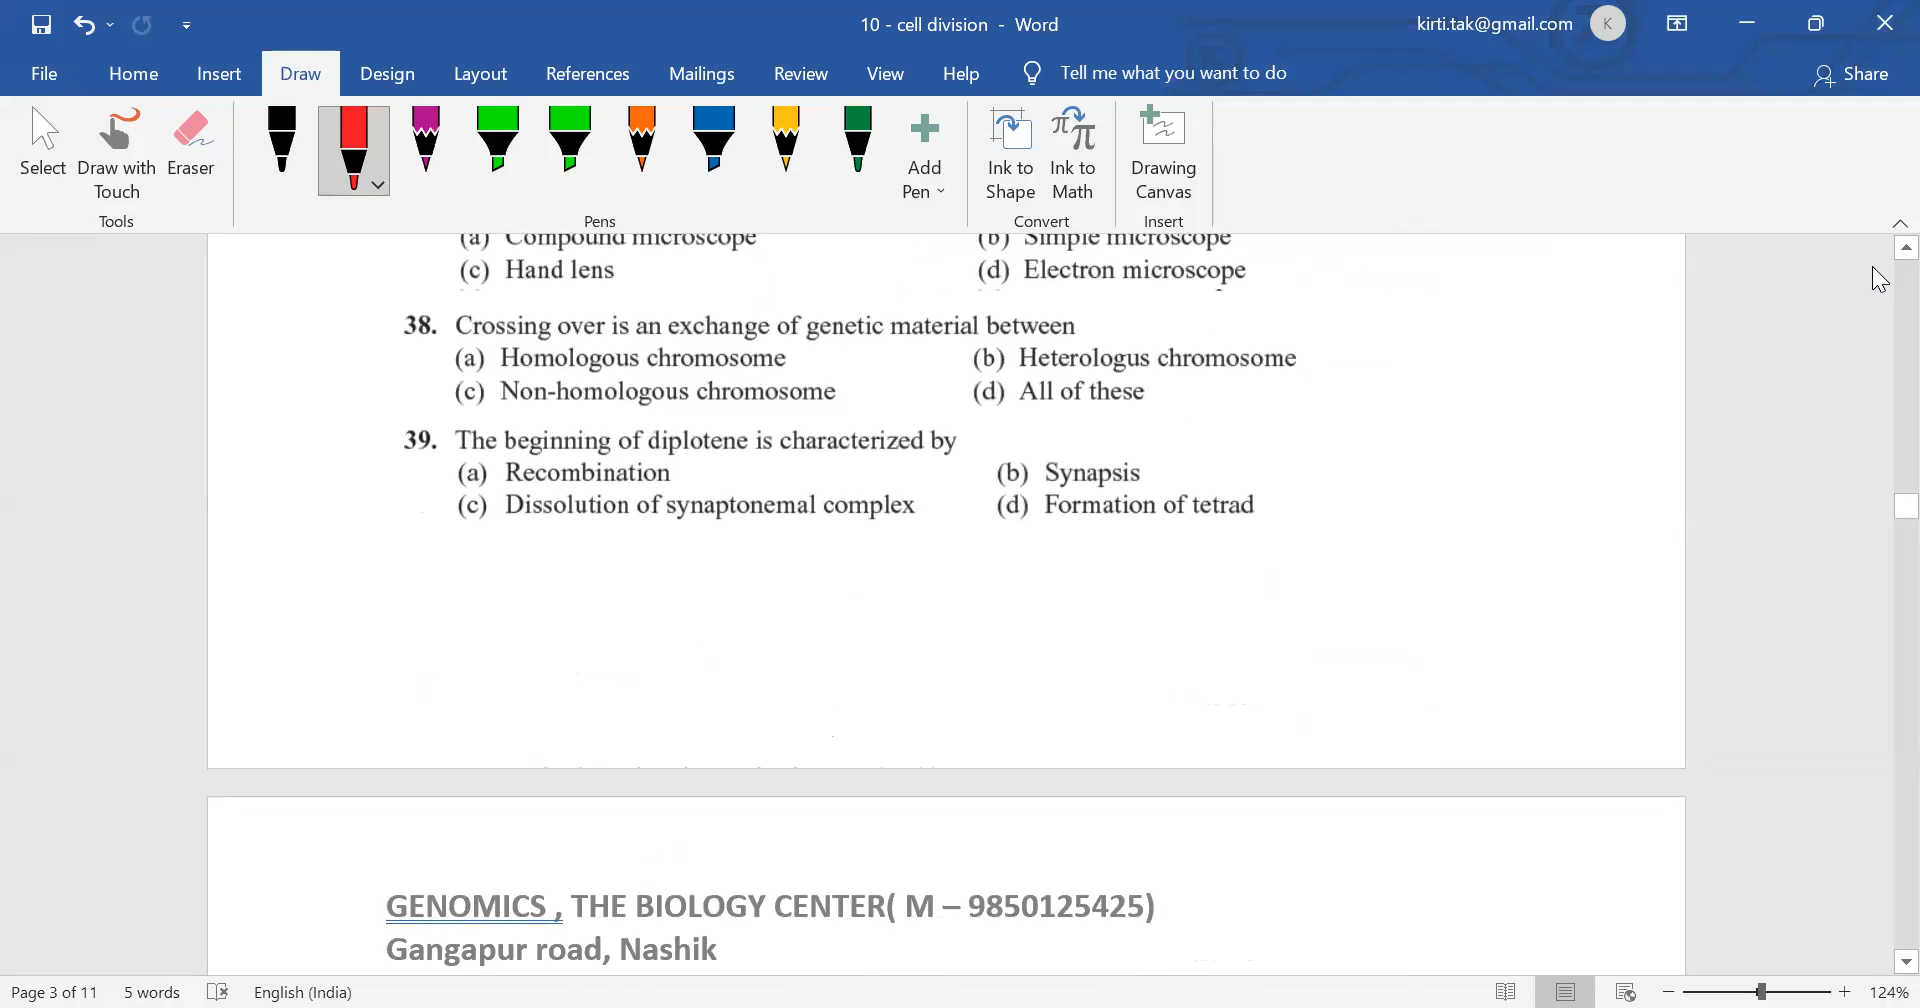 10 - cell division - Word
kirti.tak@gmail.com
K
File Home Insert Draw Design Layout References Mailings Review View Help Tell me what you want to do Share
Select Draw with Touch Eraser
Add Pen
Ink to Shape Ink to Math
Drawing Canvas
Tools Pens Convert Insert
(a) Compound microscope (b) Simple microscope
(c) Hand lens (d) Electron microscope
38. Crossing over is an exchange of genetic material between
(a) Homologous chromosome (b) Heterologus chromosome
(c) Non-homologous chromosome (d) All of these
39. The beginning of diplotene is characterized by
(a) Recombination (b) Synapsis
(c) Dissolution of synaptonemal complex (d) Formation of tetrad
GENOMICS , THE BIOLOGY CENTER( M – 9850125425)
Gangapur road, Nashik
Page 3 of 11 5 words English (India) 124%